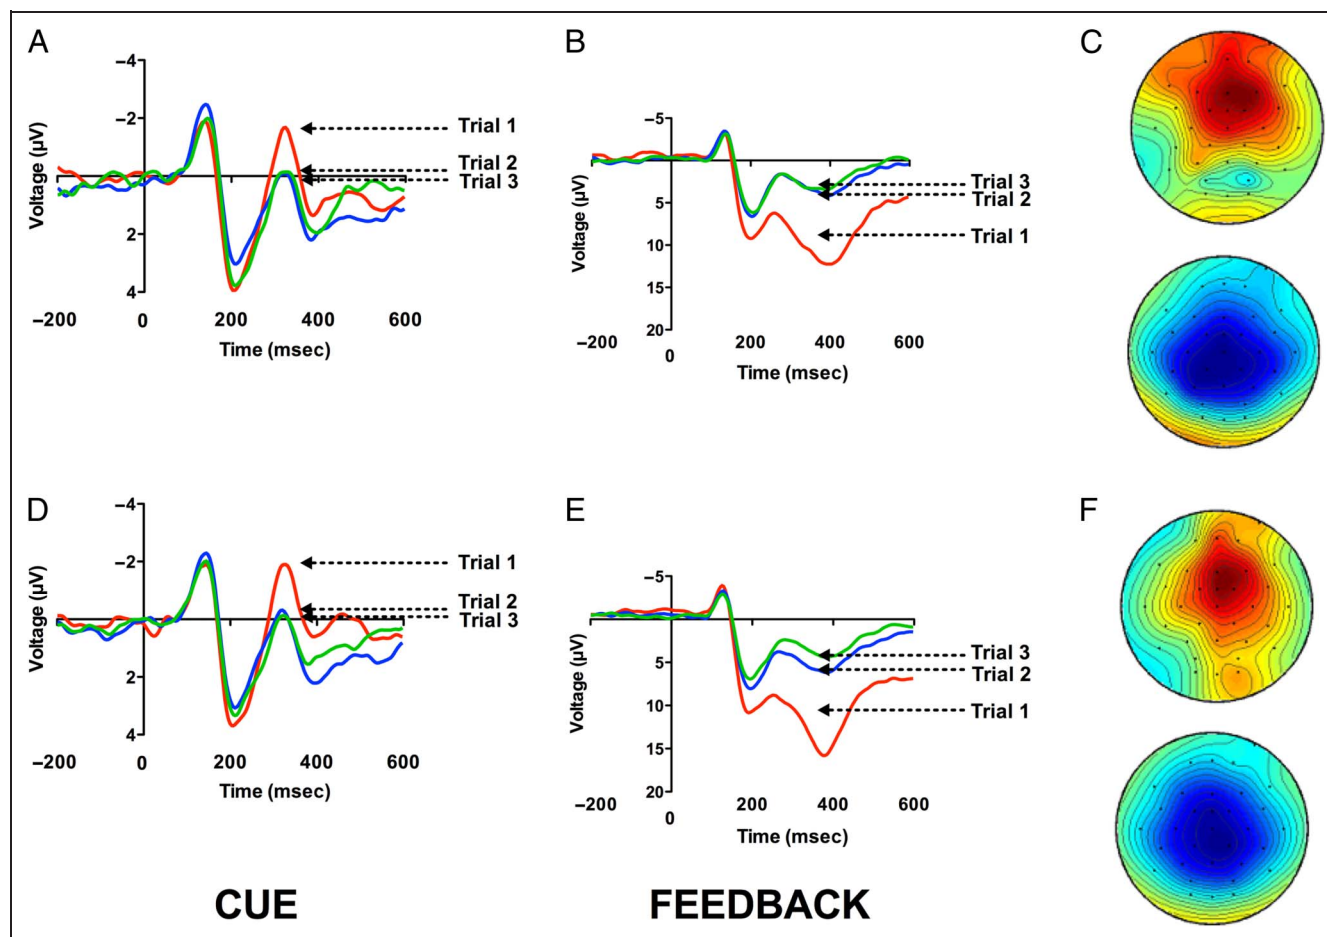 A
B
C
−4
−2
2
4
Voltage (µV)
Trial 1
Trial 2
Trial 3
−200
0
200
400
600
Time (msec)
−5
5
10
15
20
Voltage (µV)
Trial 3
Trial 2
Trial 1
−200
0
200
400
600
Time (msec)
D
E
F
−4
−2
2
4
Voltage (µV)
Trial 1
Trial 2
Trial 3
−200
0
200
400
600
Time (msec)
−5
5
10
15
20
Voltage (µV)
Trial 3
Trial 2
Trial 1
−200
0
200
400
600
Time (msec)
CUE
FEEDBACK